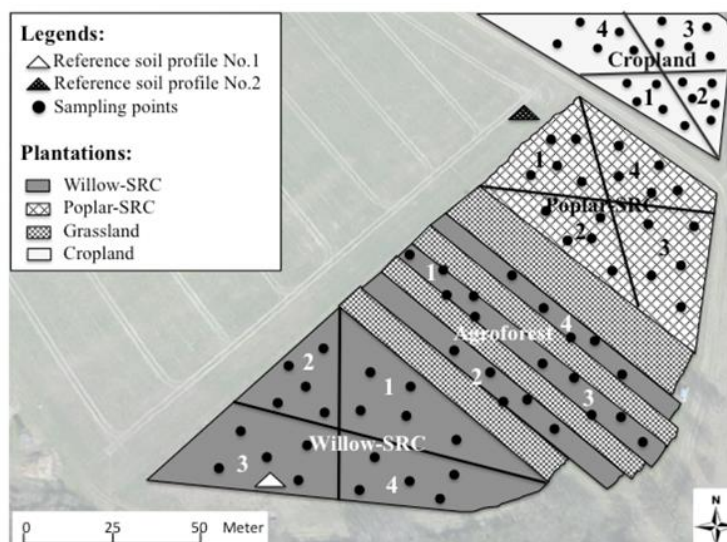 Legends:
Reference soil profile No.1
Reference soil profile No.2
Sampling points
Plantations:
Willow-SRC
Poplar-SRC
Grassland
Cropland
4
3
Cropland
1
2
1
4
Poplar-SRC
2
3
1
4
Agroforest
2
3
2
1
Willow-SRC
3
4
0 25 50 Meter
N